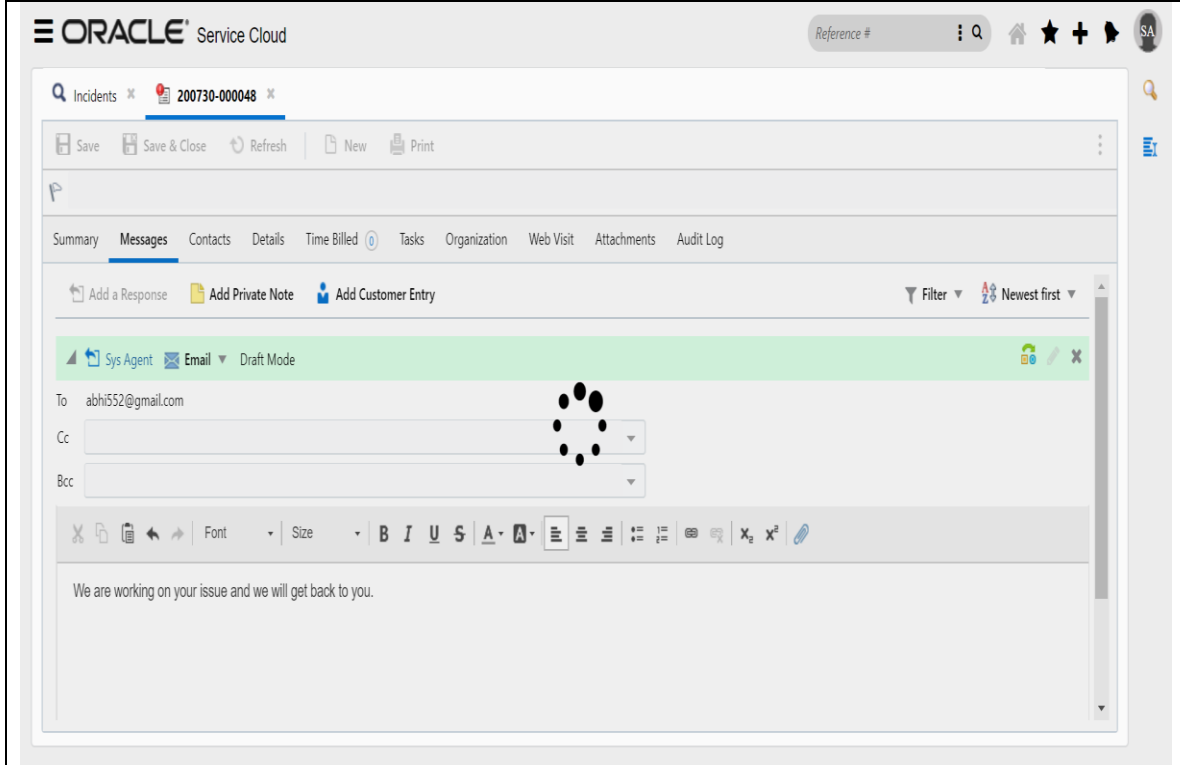 ORACLE Service Cloud Reference # SA
Incidents 200730-000048
Save Save & Close Refresh New Print
Summary Messages Contacts Details Time Billed 0 Tasks Organization Web Visit Attachments Audit Log
Add a Response Add Private Note Add Customer Entry Filter Newest first
Sys Agent Email Draft Mode
To abhi552@gmail.com
Cc
Bcc
Font Size B I U S A A X₂ X²
We are working on your issue and we will get back to you.